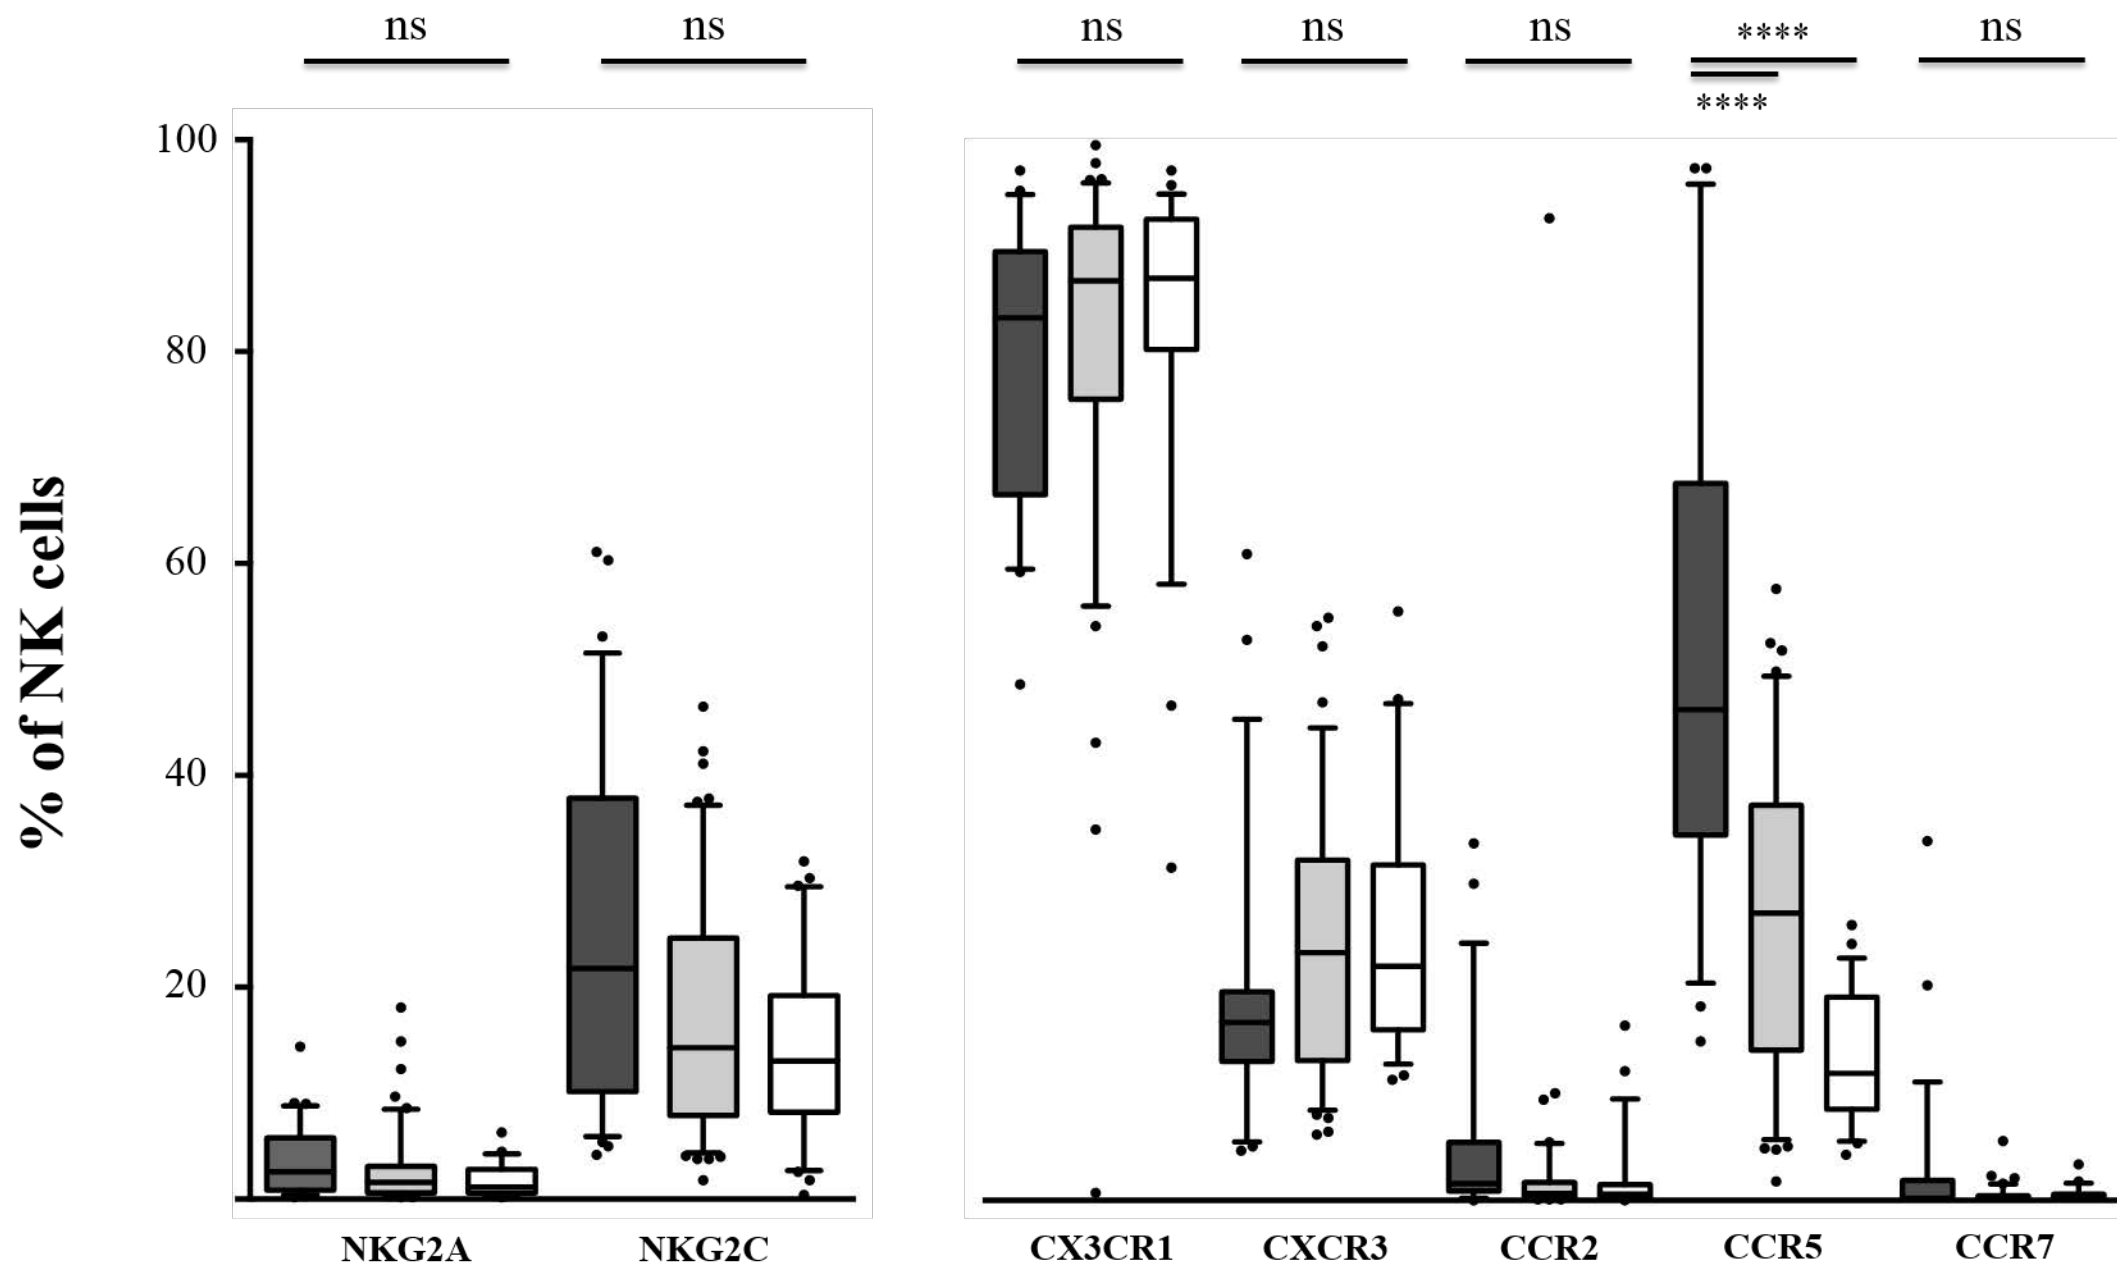 ns ns ns ns ns **** ns
****
100
80
60
40
20
% of NK cells
NKG2A NKG2C CX3CR1 CXCR3 CCR2 CCR5 CCR7